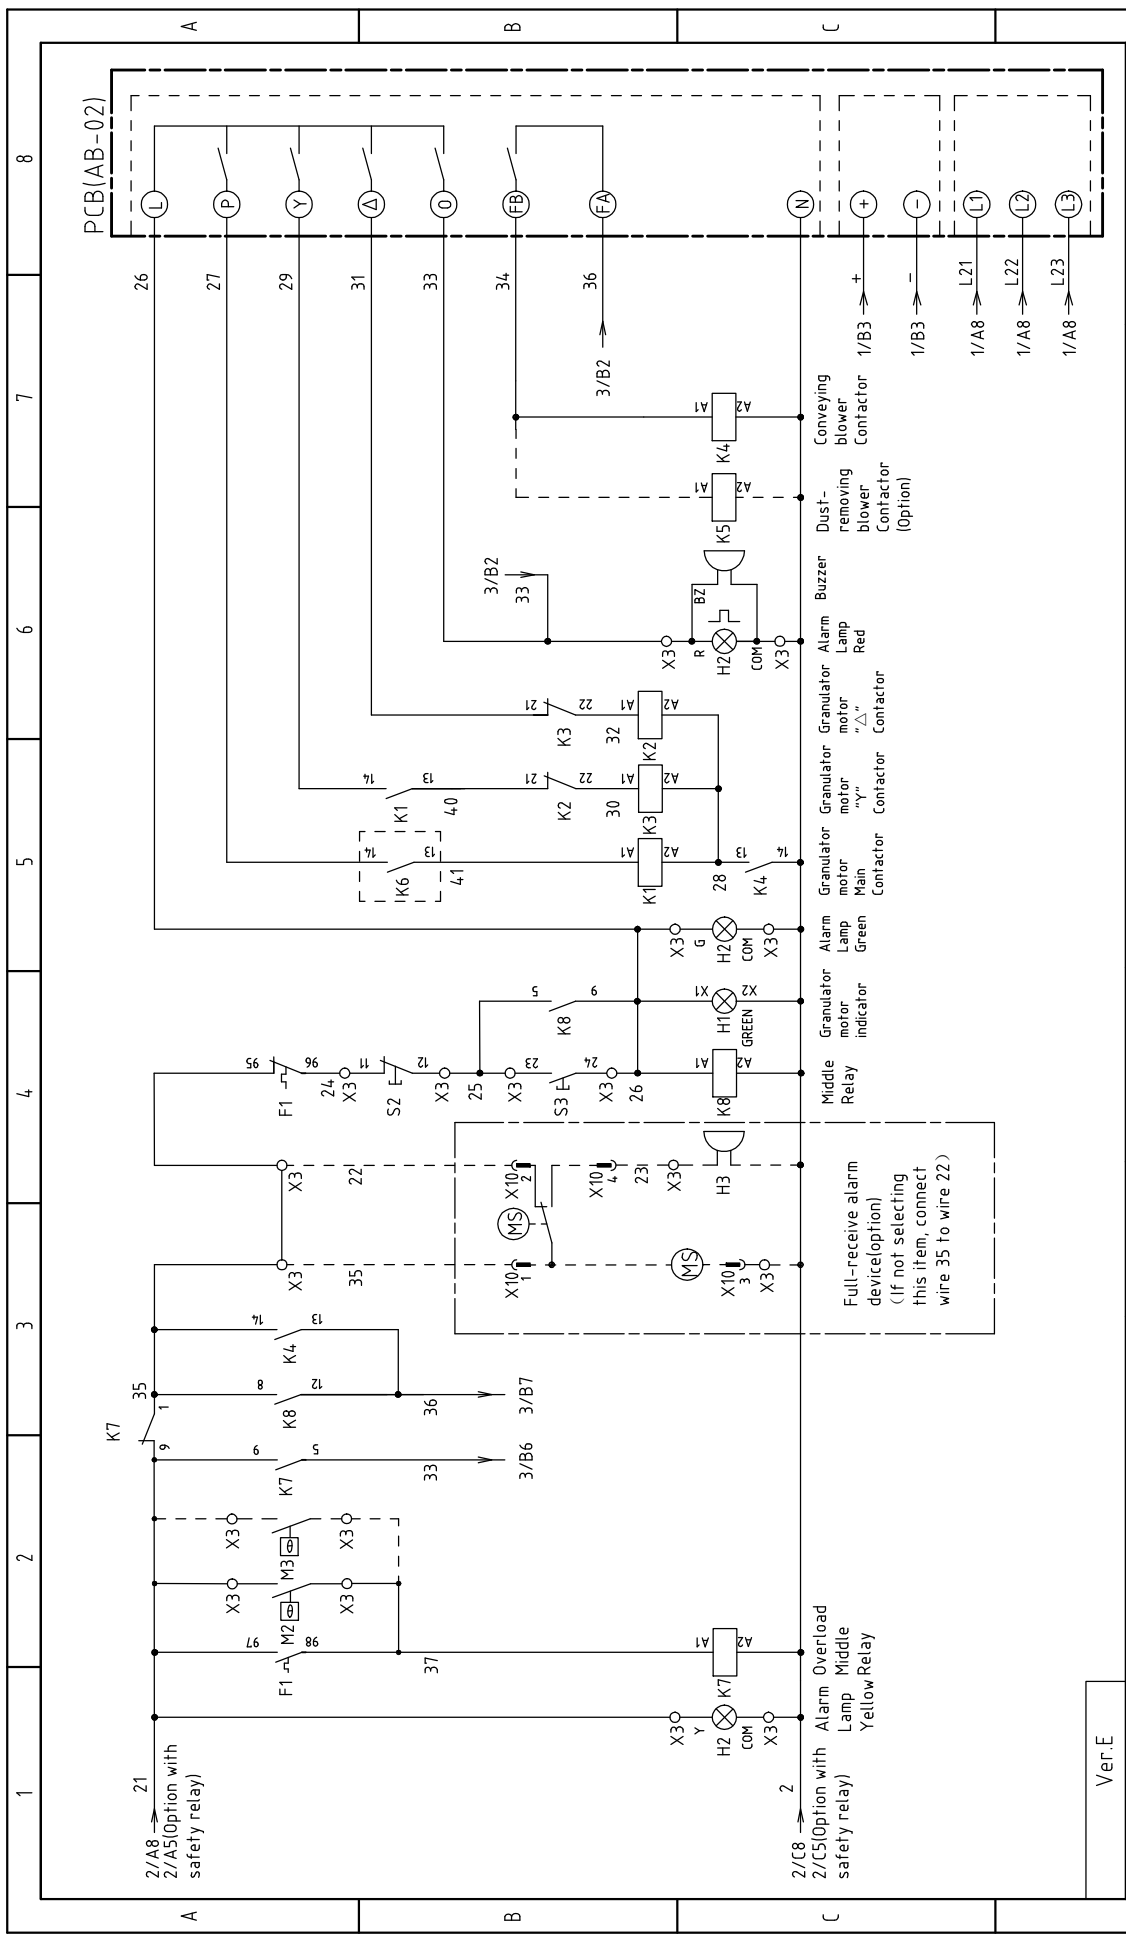 1
2
3
4
5
6
7
8
A
B
C
A
B
C
2/A8
2/A5(Option with
safety relay)
21
2/C8
2/C5(Option with
safety relay)
2
X3
Y
H2
COM
X3
Alarm
Lamp
Yellow
97
98
F1
37
A1
A2
K7
Overload
Middle
Relay
X3
M2
θ
X3
X3
M3
θ
X3
K7
9
1
35
9
5
K7
33
3/B6
8
12
K8
36
3/B7
14
13
K4
X3
35
X10
1
MS
MS
X10
3
X3
X3
22
X10
2
X10
4
23
X3
H3
Full-receive alarm
device(option)
(If not selecting
this item, connect
wire 35 to wire 22)
95
96
F1
24
X3
11
12
S2
X3
25
X3
23
24
S3
X3
26
A1
A2
K8
Middle
Relay
5
9
K8
X1
X2
H1
GREEN
Granulator
motor
indicator
X3
G
H2
COM
X3
Alarm
Lamp
Green
14
13
K6
41
A1
A2
K1
28
13
14
K4
Granulator
motor
Main
Contactor
14
13
K1
40
21
22
K2
30
A1
A2
K3
Granulator
motor
"Y"
Contactor
21
22
K3
32
A1
A2
K2
Granulator
motor
"△"
Contactor
3/B2
33
X3
R
H2
COM
X3
Alarm
Lamp
Red
BZ
Buzzer
A1
A2
K5
Dust-
removing
blower
Contactor
(Option)
A1
A2
K4
Conveying
blower
Contactor
3/B2
26
27
29
31
33
34
36
1/B3
+
1/B3
-
1/A8
L21
1/A8
L22
1/A8
L23
PCB(AB-02)
L
P
Y
Δ
O
FB
FA
N
+
-
L1
L2
L3
Ver.E